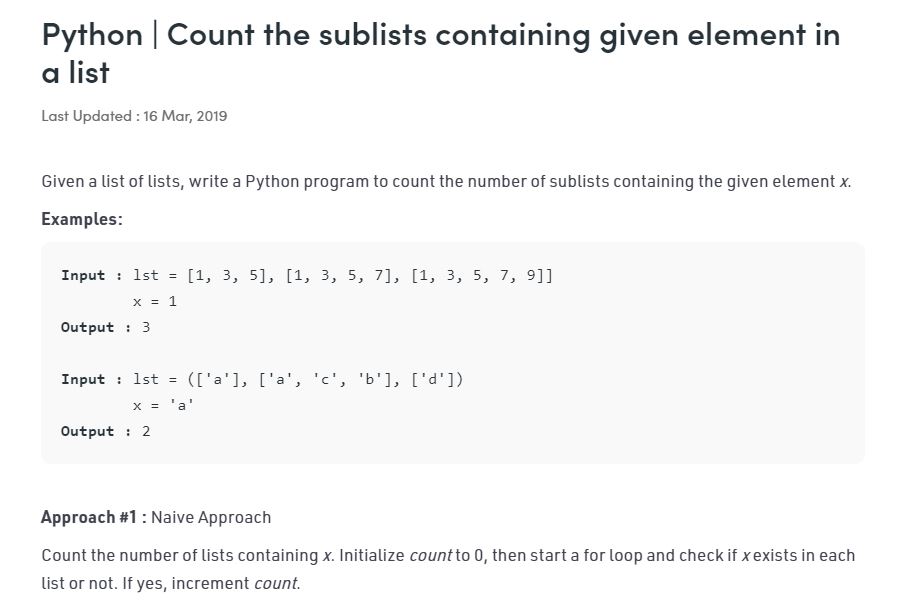 Python | Count the sublists containing given element in
a list
Last Updated : 16 Mar, 2019
Given a list of lists, write a Python program to count the number of sublists containing the given element x.
Examples:
Input : lst = [1, 3, 5], [1, 3, 5, 7], [1, 3, 5, 7, 9]]
x = 1
Output : 3
Input : lst = (['a'], ['a', 'c', 'b'], ['d'])
x = 'a'
Output : 2
Approach #1 : Naive Approach
Count the number of lists containing x. Initialize count to 0, then start a for loop and check if x exists in each
list or not. If yes, increment count.